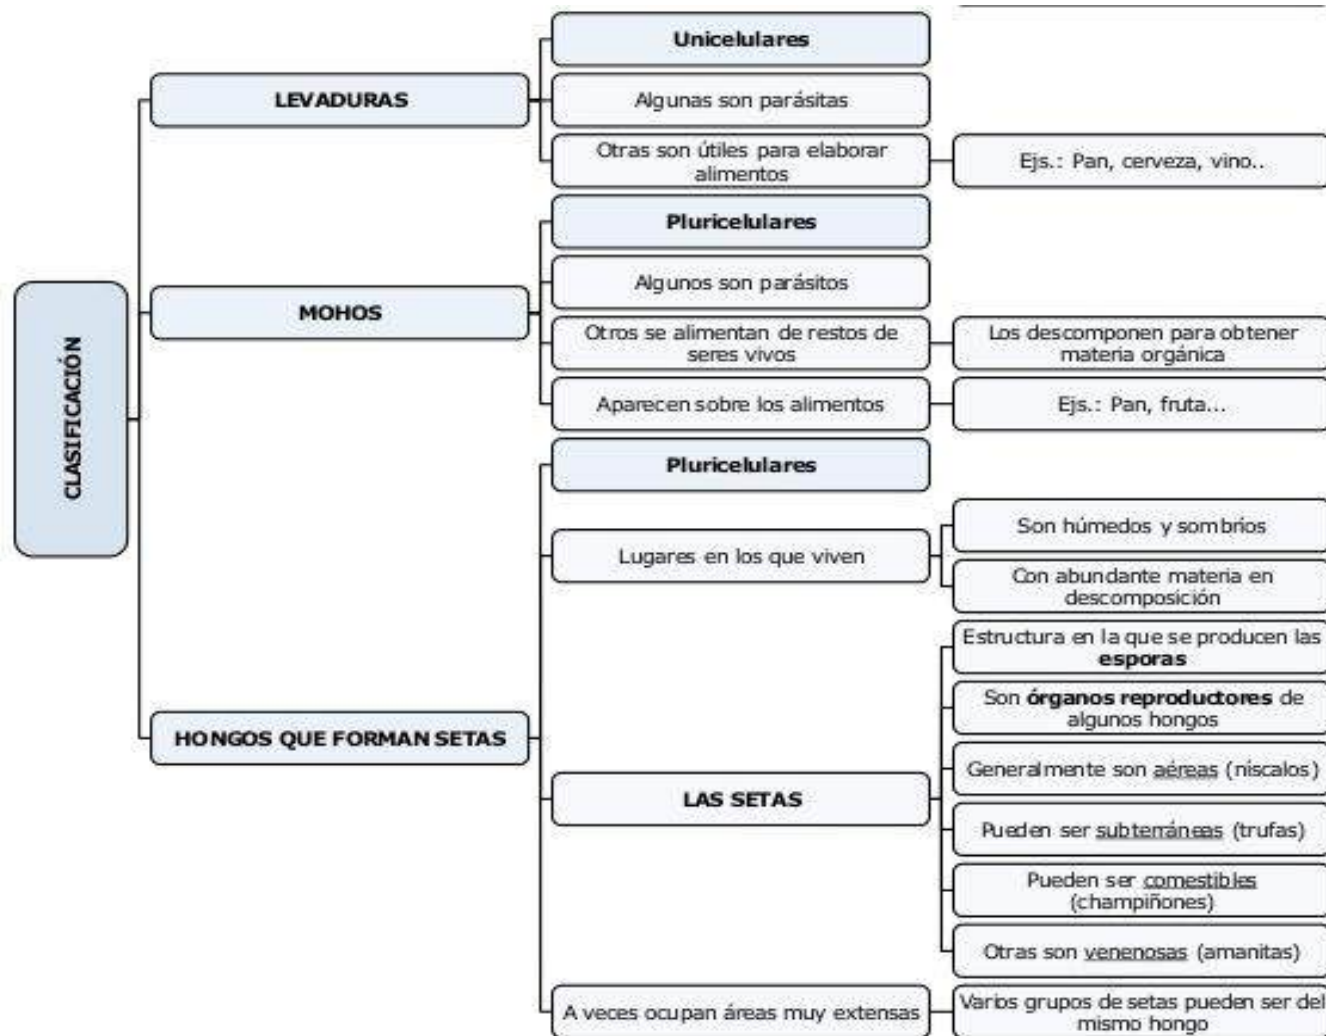 CLASIFICACIÓN
LEVADURAS
Unicelulares
Algunas son parásitas
Otras son útiles para elaborar
alimentos
Ejs.: Pan, cerveza, vino..
MOHOS
Pluricelulares
Algunos son parásitos
Otros se alimentan de restos de
seres vivos
Los descomponen para obtener
materia orgánica
Aparecen sobre los alimentos
Ejs.: Pan, fruta...
HONGOS QUE FORMAN SETAS
Pluricelulares
Lugares en los que viven
Son húmedos y sombríos
Con abundante materia en
descomposición
LAS SETAS
Estructura en la que se producen las
esporas
Son órganos reproductores de
algunos hongos
Generalmente son aéreas (níscalos)
Pueden ser subterráneas (trufas)
Pueden ser comestibles
(champiñones)
Otras son venenosas (amanitas)
A veces ocupan áreas muy extensas
Varios grupos de setas pueden ser del
mismo hongo